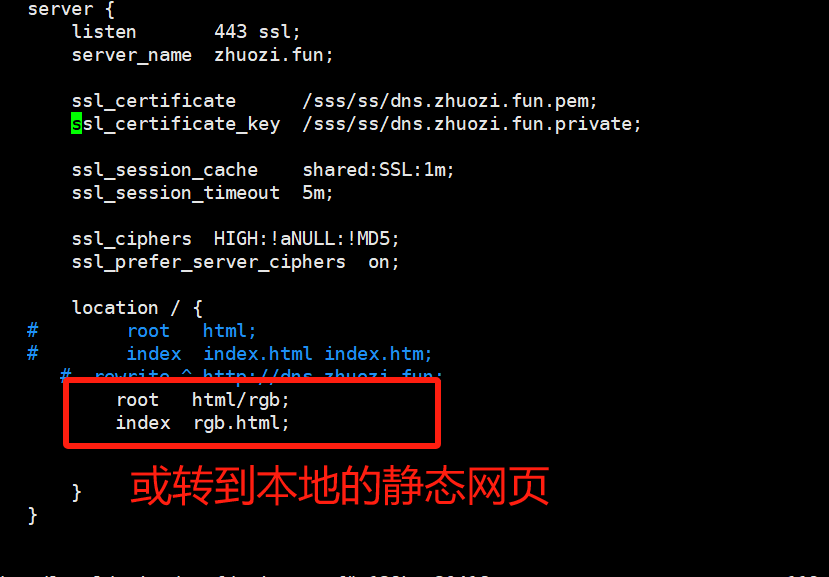 server {
listen 443 ssl;
server_name zhuozi.fun;
ssl_certificate /sss/ss/dns.zhuozi.fun.pem;
ssl_certificate_key /sss/ss/dns.zhuozi.fun.private;
ssl_session_cache shared:SSL:1m;
ssl_session_timeout 5m;
ssl_ciphers HIGH:!aNULL:!MD5;
ssl_prefer_server_ciphers on;
location / {
# root html;
# index index.html index.htm;
# rewrite ^ http://dns.zhuozi.fun;
root html/rgb;
index rgb.html;
或转到本地的静态网页
}
}